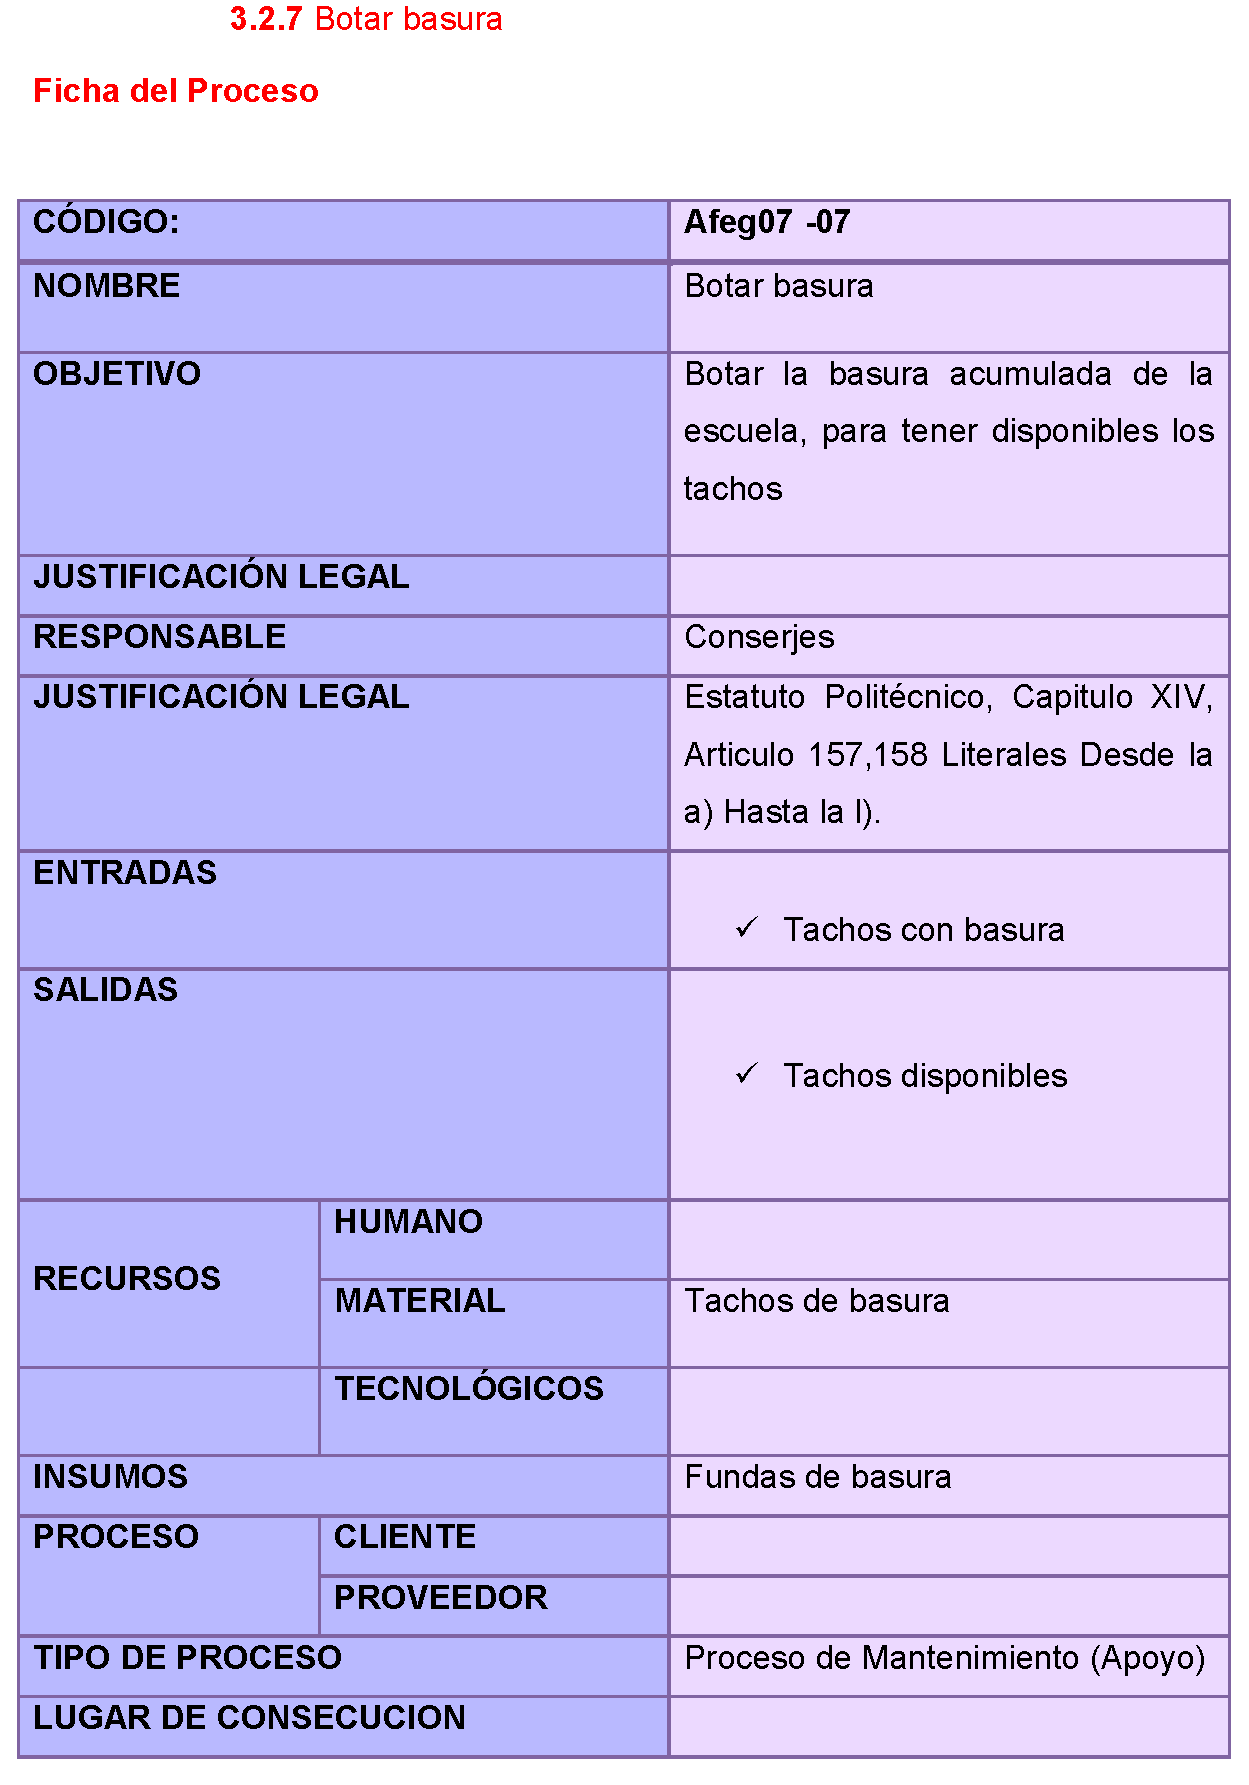 3.2.7 Botar basura
Ficha del Proceso
CÓDIGO: Afeg07 -07
NOMBRE Botar basura
OBJETIVO Botar la basura acumulada de la
escuela, para tener disponibles los
tachos
JUSTIFICACIÓN LEGAL
RESPONSABLE Conserjes
JUSTIFICACIÓN LEGAL Estatuto Politécnico, Capitulo XIV,
Articulo 157,158 Literales Desde la
a) Hasta la l).
ENTRADAS
✓ Tachos con basura
SALIDAS
✓ Tachos disponibles
HUMANO
RECURSOS
MATERIAL Tachos de basura
TECNOLÓGICOS
INSUMOS Fundas de basura
PROCESO CLIENTE
PROVEEDOR
TIPO DE PROCESO Proceso de Mantenimiento (Apoyo)
LUGAR DE CONSECUCION